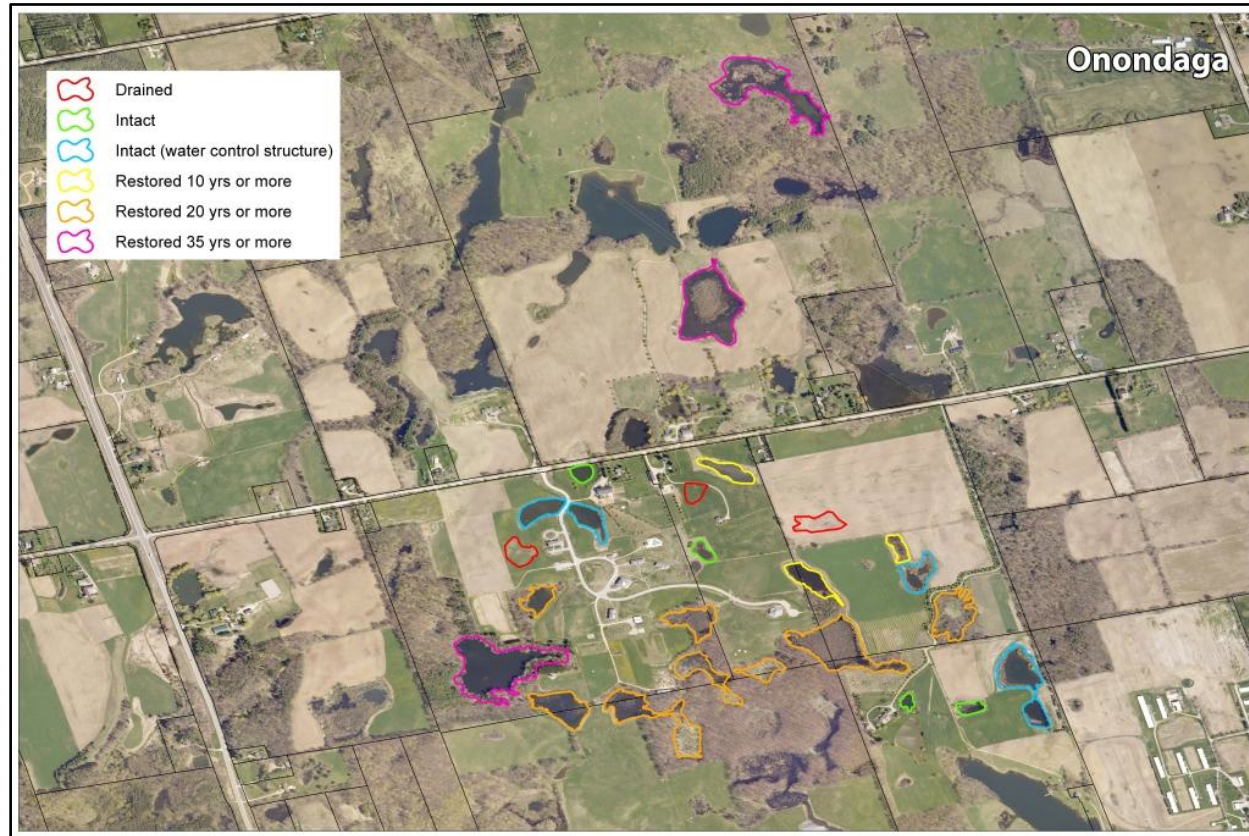 Onondaga
Drained
Intact
Intact (water control structure)
Restored 10 yrs or more
Restored 20 yrs or more
Restored 35 yrs or more